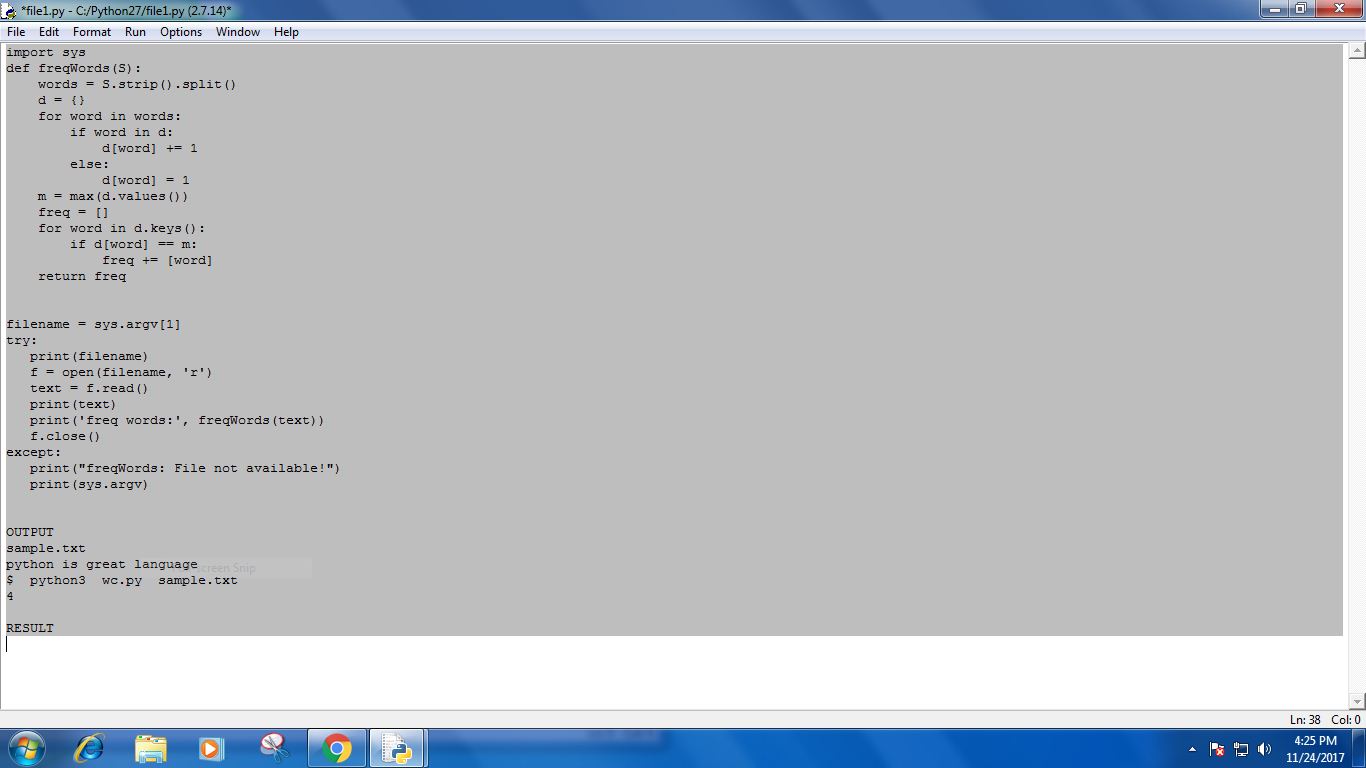 *file1.py - C:/Python27/file1.py (2.7.14)*
File Edit Format Run Options Window Help
import sys
def freqWords(S):
    words = S.strip().split()
    d = {}
    for word in words:
        if word in d:
            d[word] += 1
        else:
            d[word] = 1
    m = max(d.values())
    freq = []
    for word in d.keys():
        if d[word] == m:
            freq += [word]
    return freq
filename = sys.argv[1]
try:
   print(filename)
   f = open(filename, 'r')
   text = f.read()
   print(text)
   print('freq words:', freqWords(text))
   f.close()
except:
   print("freqWords: File not available!")
   print(sys.argv)
OUTPUT
sample.txt
python is great language
$  python3  wc.py  sample.txt
4
RESULT
Ln: 38 Col: 0
4:25 PM
11/24/2017